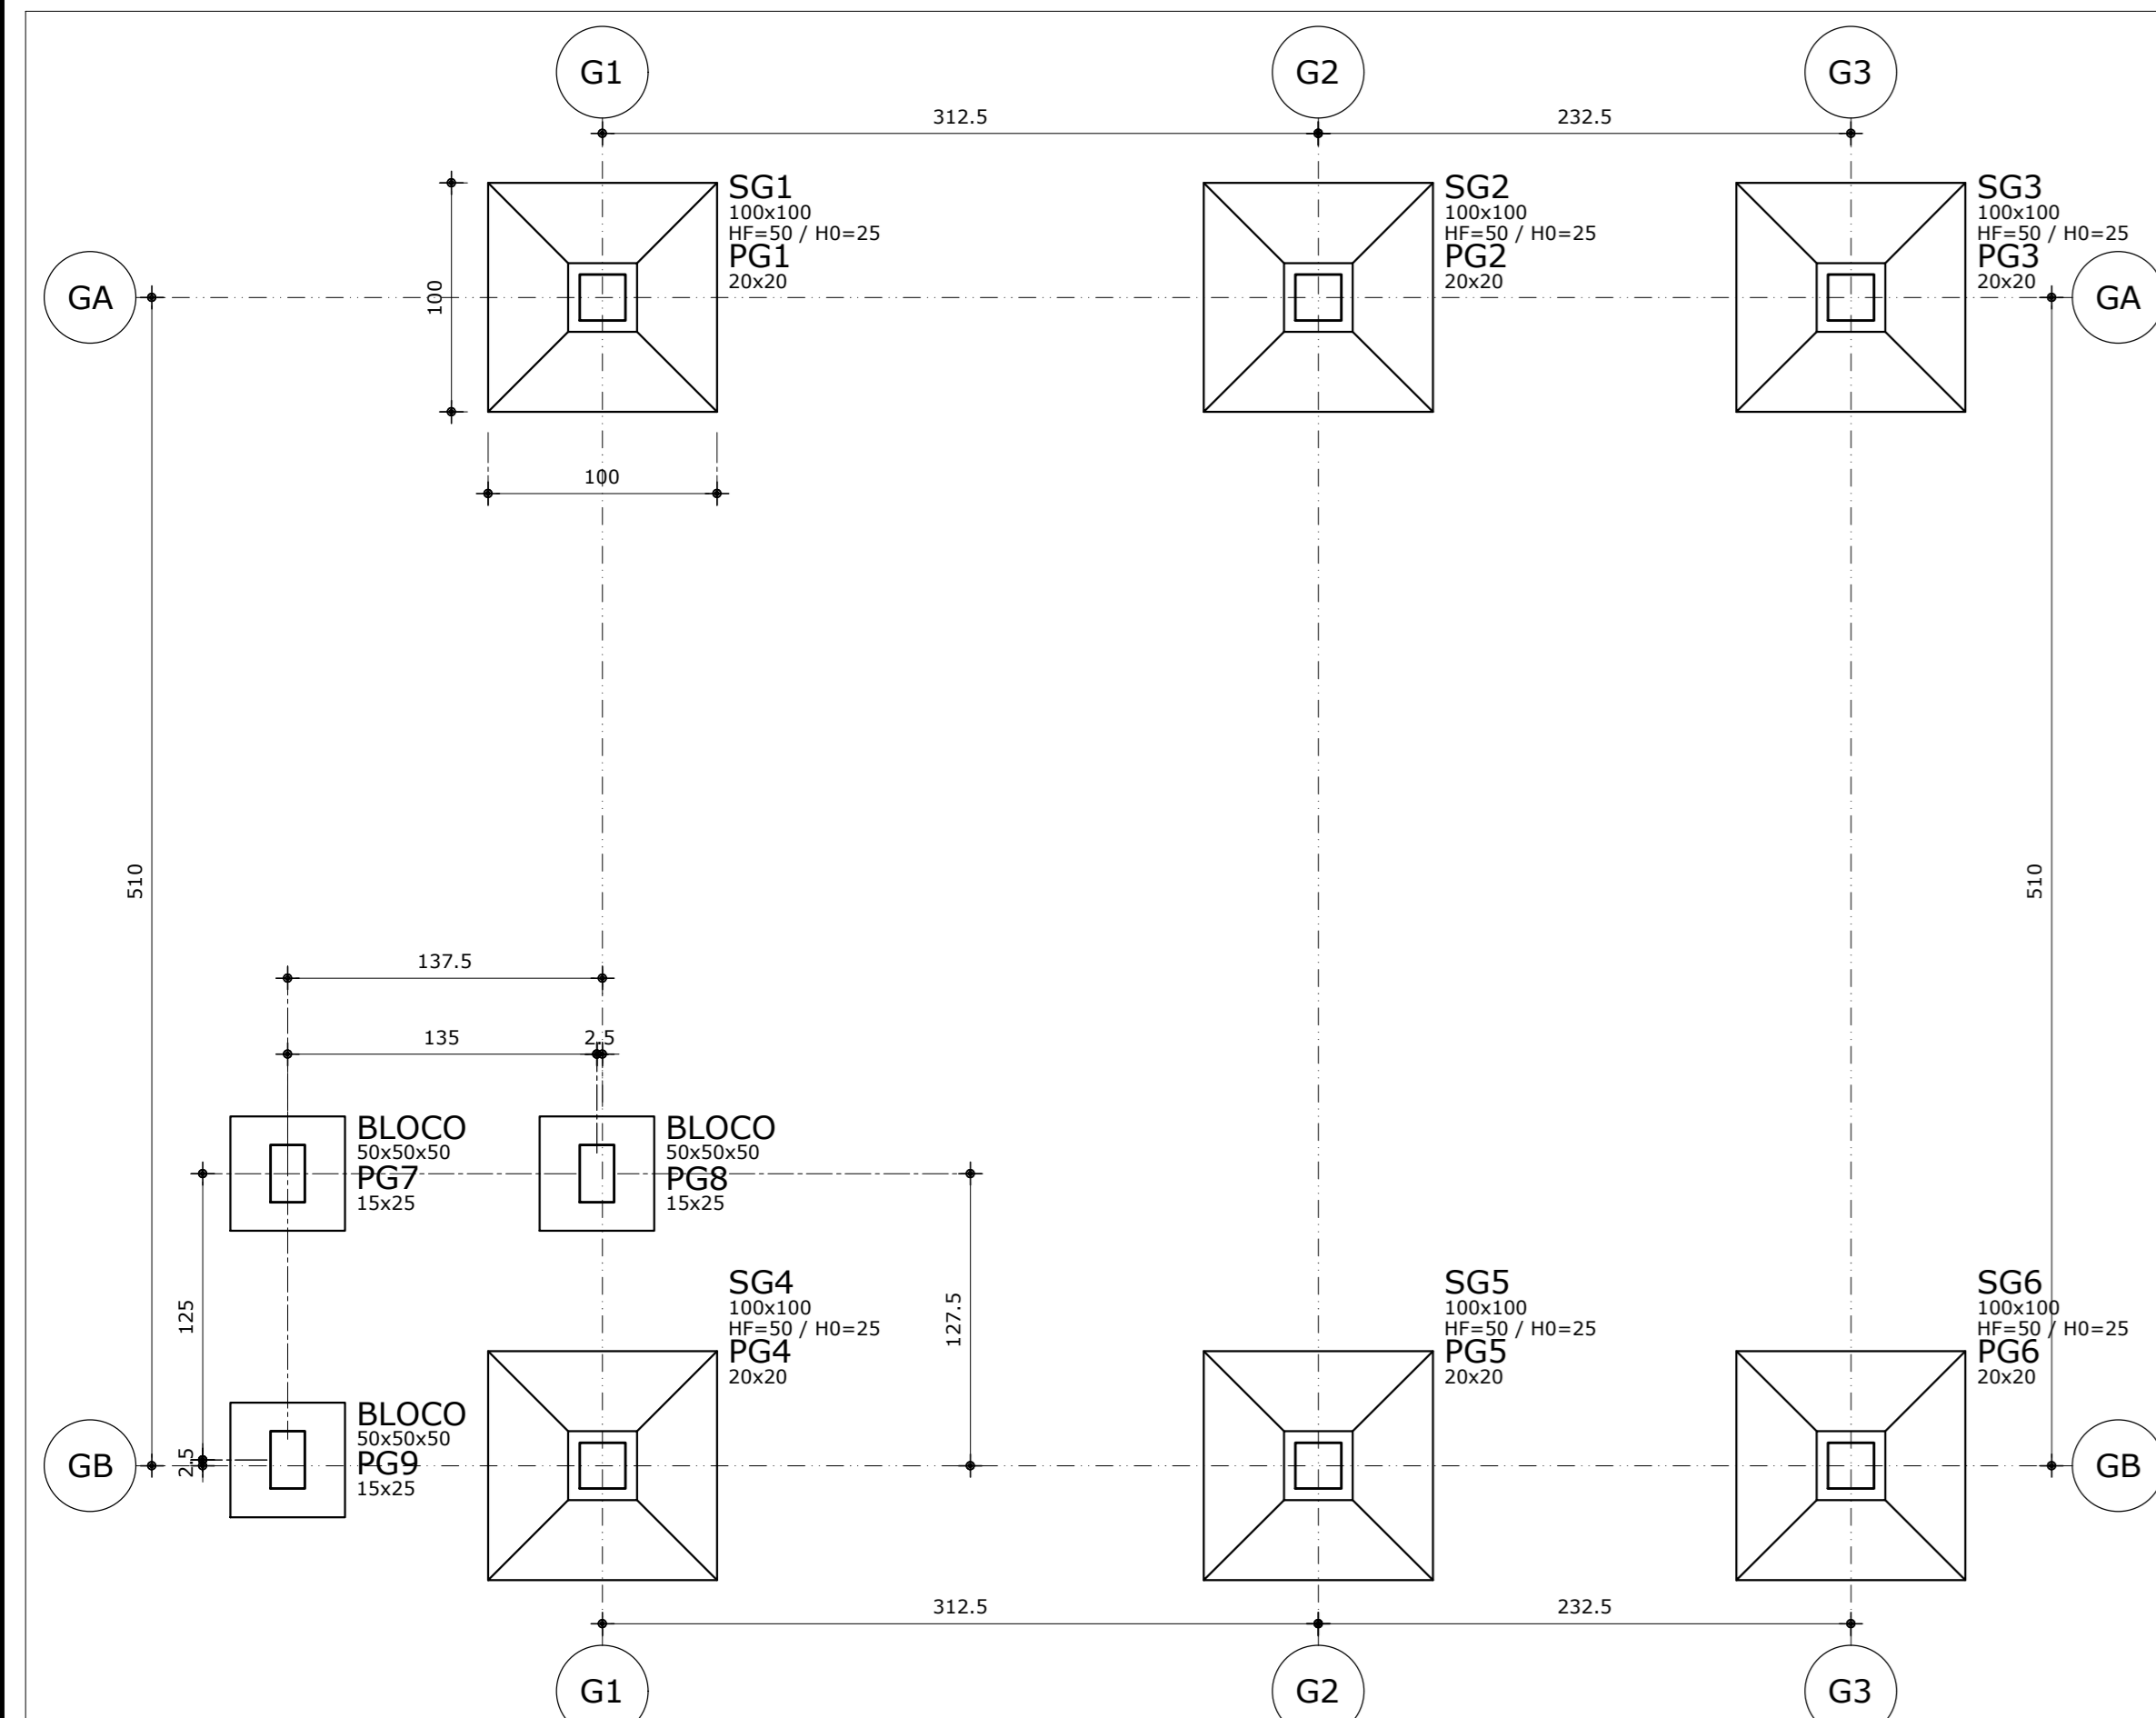 G1
G2
G3
312.5
232.5
SG1
100x100
HF=50 / H0=25
PG1
20x20
SG2
100x100
HF=50 / H0=25
PG2
20x20
SG3
100x100
HF=50 / H0=25
PG3
20x20
GA
GA
100
100
510
510
137.5
135
2.5
BLOCO
50x50x50
PG7
15x25
BLOCO
50x50x50
PG8
15x25
125
127.5
SG4
100x100
HF=50 / H0=25
PG4
20x20
SG5
100x100
HF=50 / H0=25
PG5
20x20
SG6
100x100
HF=50 / H0=25
PG6
20x20
BLOCO
50x50x50
PG9
15x25
2.5
GB
GB
312.5
232.5
G1
G2
G3